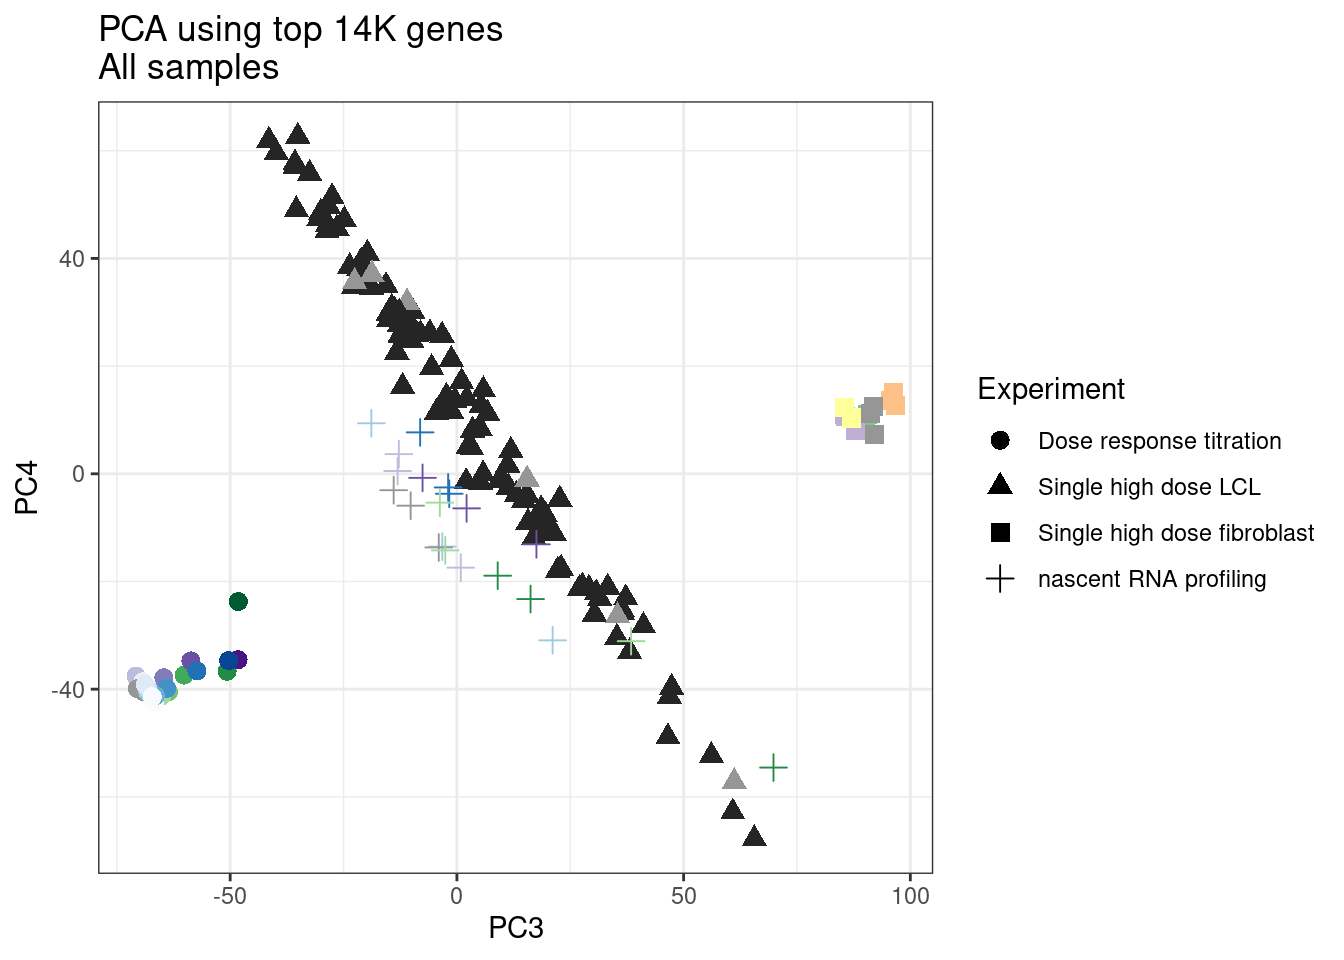 PCA using top 14K genes
All samples
40
0
-40
PC4
-50
0
50
100
PC3
Experiment
Dose response titration
Single high dose LCL
Single high dose fibroblast
nascent RNA profiling